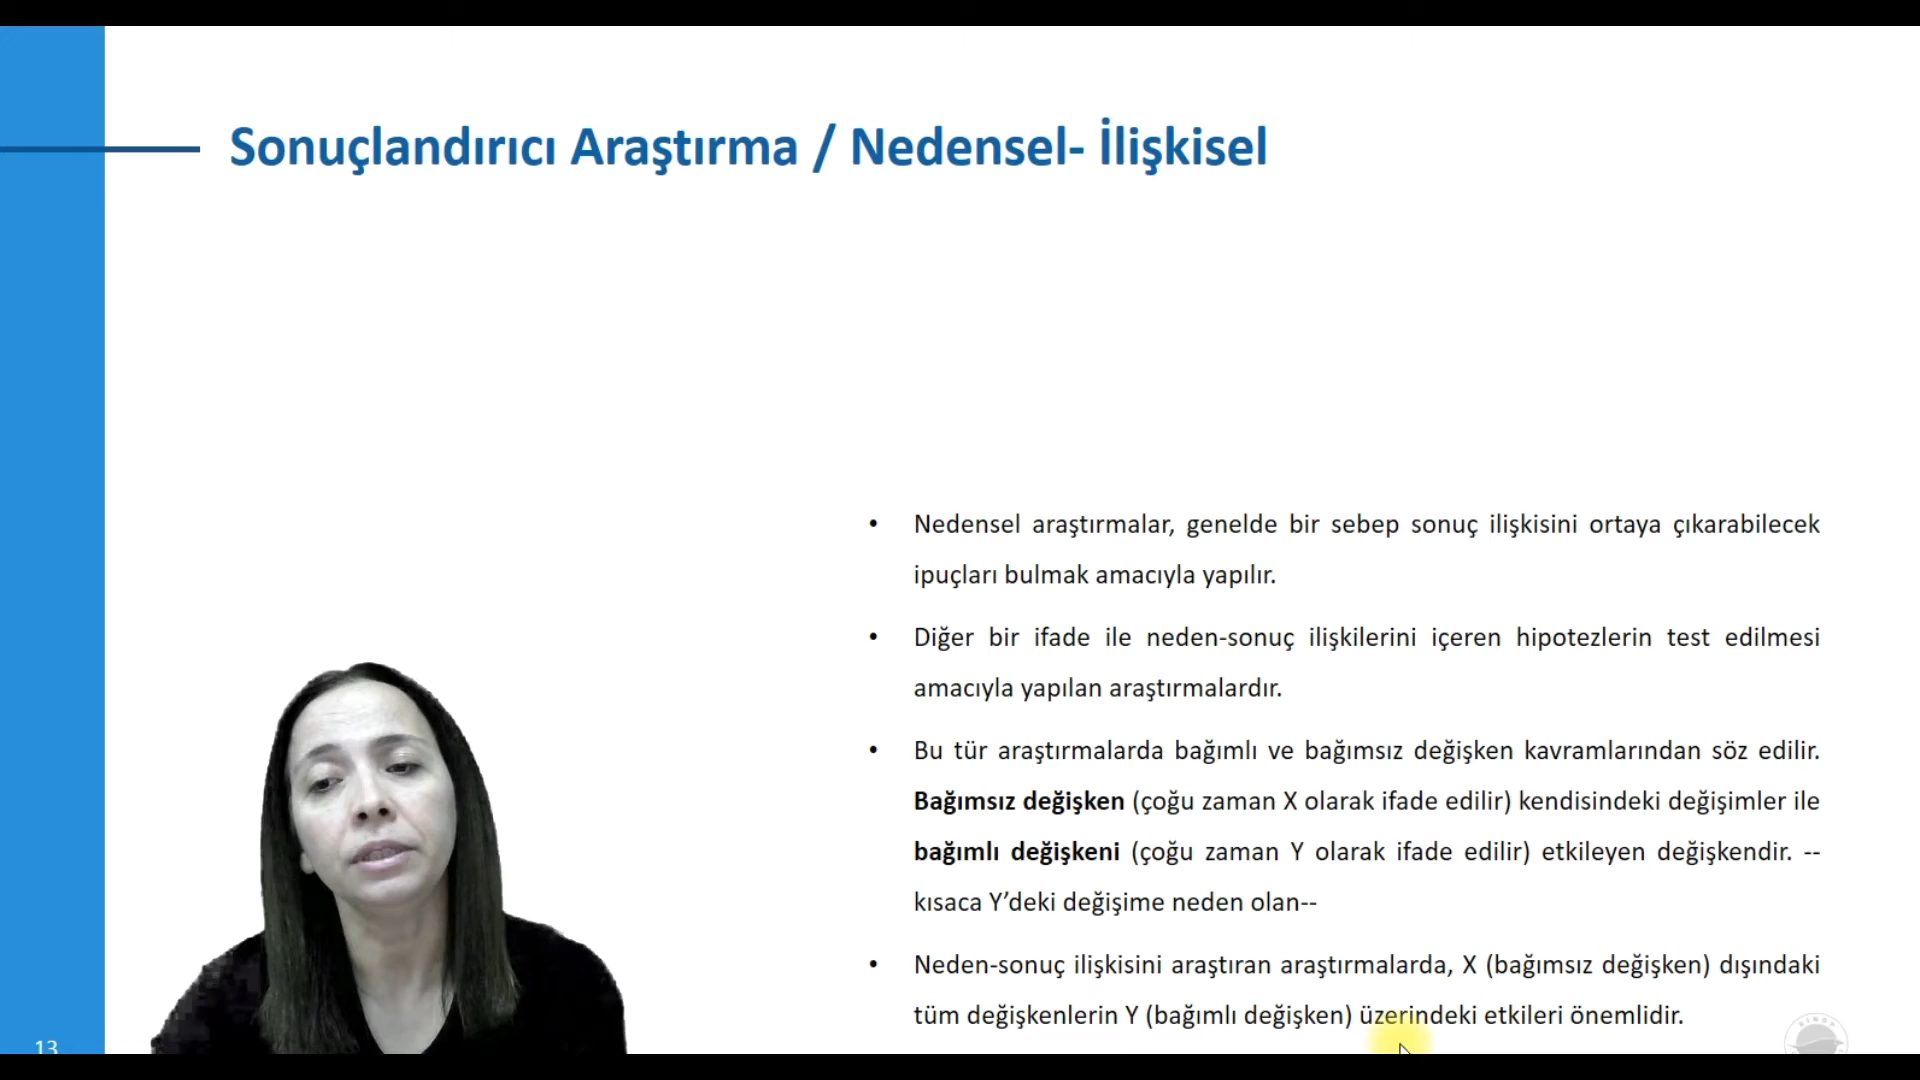 Sonuçlandırıcı Araştırma / Nedensel- İlişkisel
• Nedensel araştırmalar, genelde bir sebep sonuç ilişkisini ortaya çıkarabilecek
ipuçları bulmak amacıyla yapılır.
• Diğer bir ifade ile neden-sonuç ilişkilerini içeren hipotezlerin test edilmesi
amacıyla yapılan araştırmalardır.
• Bu tür araştırmalarda bağımlı ve bağımsız değişken kavramlarından söz edilir.
Bağımsız değişken (çoğu zaman X olarak ifade edilir) kendisindeki değişimler ile
bağımlı değişkeni (çoğu zaman Y olarak ifade edilir) etkileyen değişkendir. --
kısaca Y’deki değişime neden olan--
• Neden-sonuç ilişkisini araştıran araştırmalarda, X (bağımsız değişken) dışındaki
tüm değişkenlerin Y (bağımlı değişken) üzerindeki etkileri önemlidir.
13